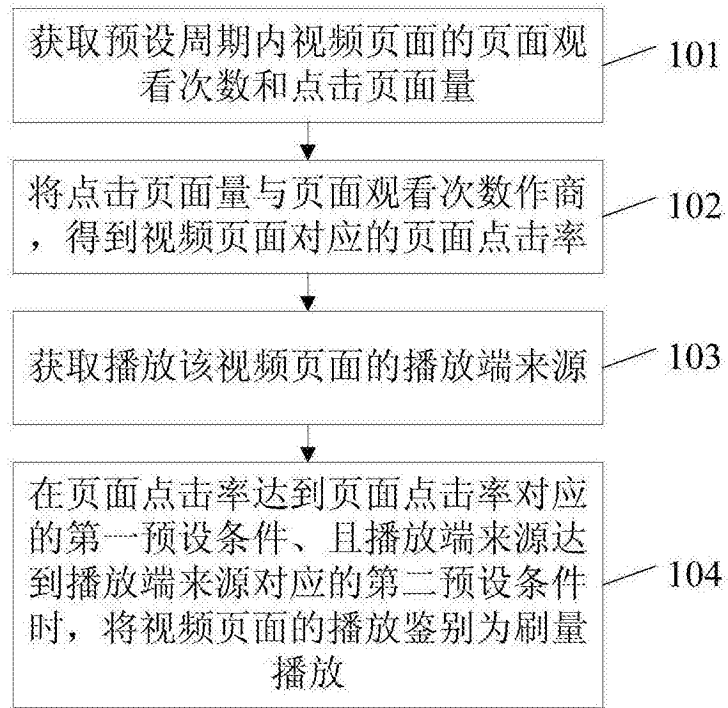 获取预设周期内视频页面的页面观
看次数和点击页面量
101
将点击页面量与页面观看次数作商
，得到视频页面对应的页面点击率
102
获取播放该视频页面的播放端来源
103
在页面点击率达到页面点击率对应
的第一预设条件、且播放端来源达
到播放端来源对应的第二预设条件
时，将视频页面的播放鉴别为刷量
播放
104